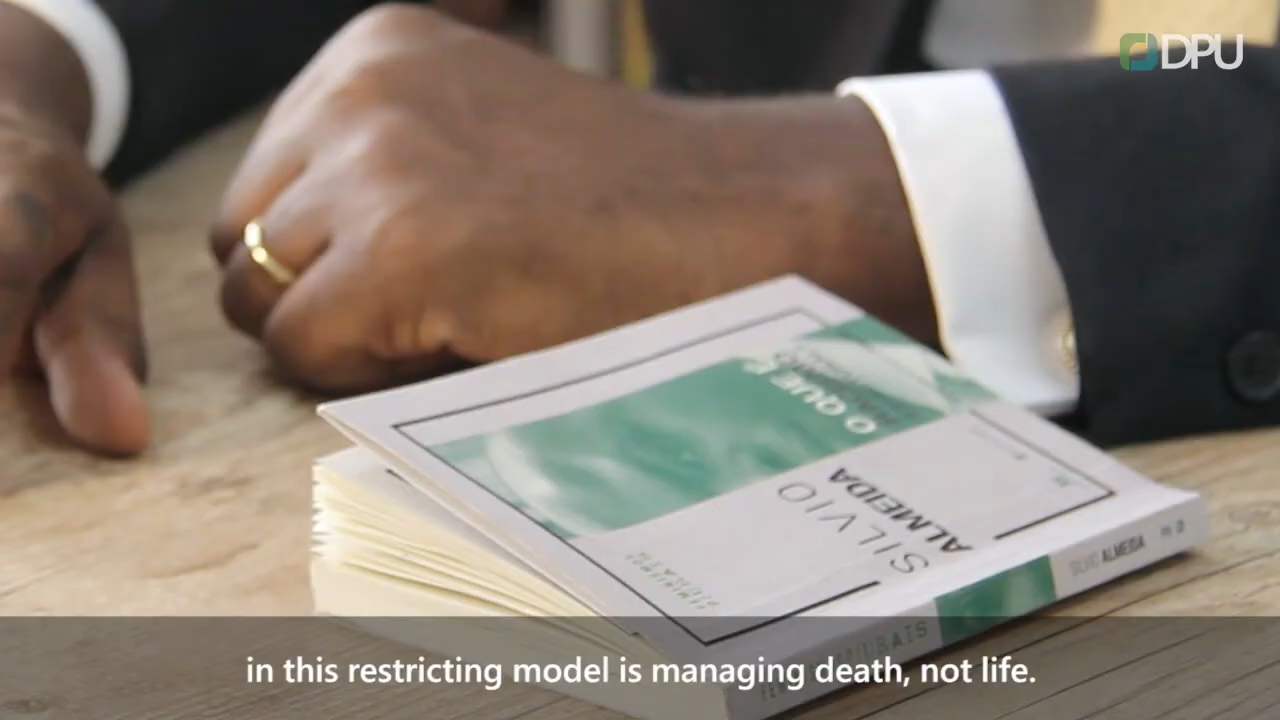 DPU
O QUE É
SILVIO
ALMEIDA
SILVIO ALMEIDA
in this restricting model is managing death, not life.